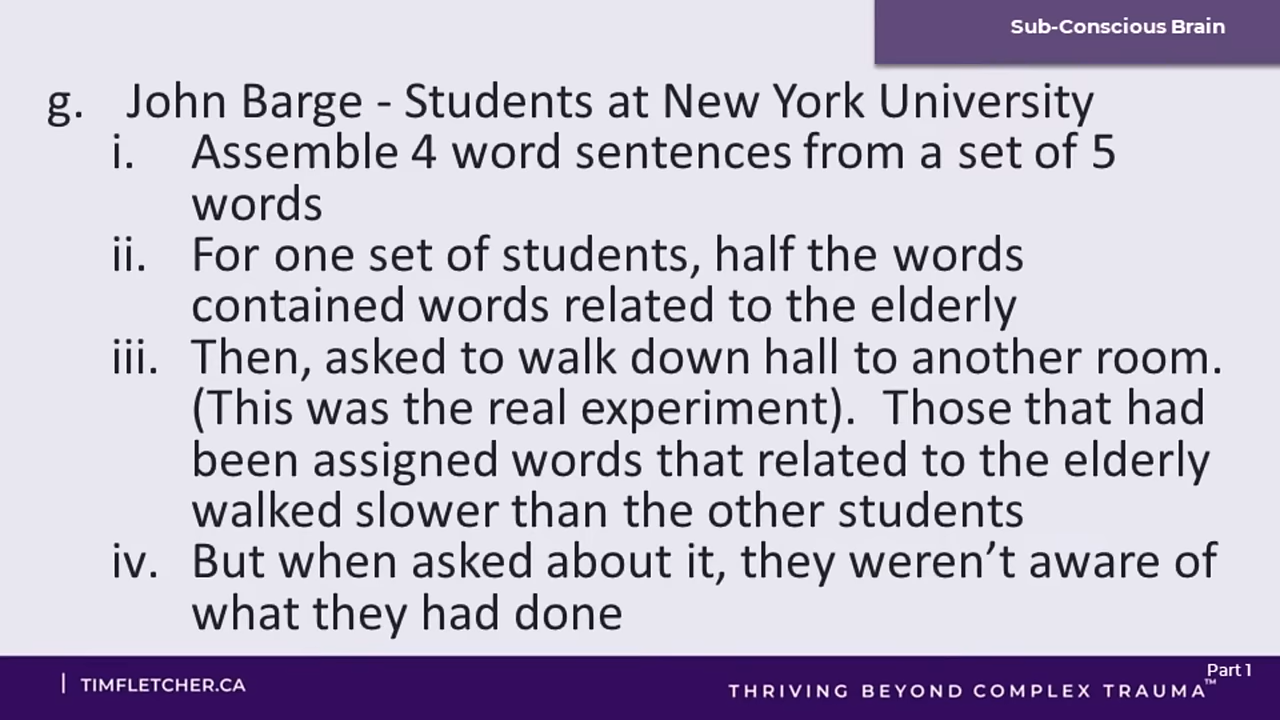 Sub-Conscious Brain
g. John Barge - Students at New York University
i. Assemble 4 word sentences from a set of 5
words
ii. For one set of students, half the words
contained words related to the elderly
iii. Then, asked to walk down hall to another room.
(This was the real experiment). Those that had
been assigned words that related to the elderly
walked slower than the other students
iv. But when asked about it, they weren’t aware of
what they had done
Part 1
| TIMFLETCHER.CA
THRIVING BEYOND COMPLEX TRAUMA™